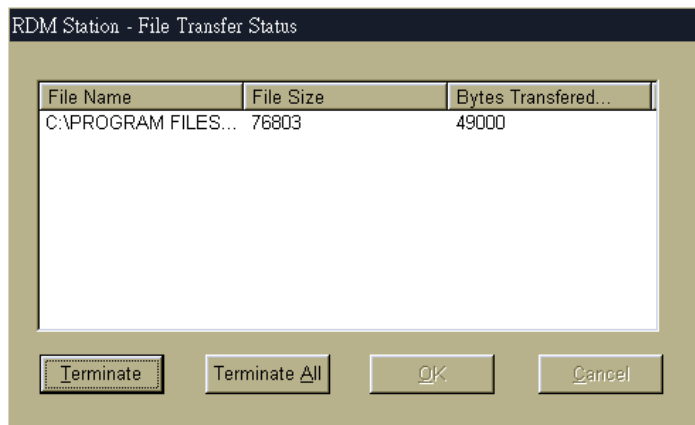 RDM Station - File Transfer Status
File Name File Size Bytes Transfered...
C:\PROGRAM FILES... 76803 49000
Terminate Terminate All OK Cancel